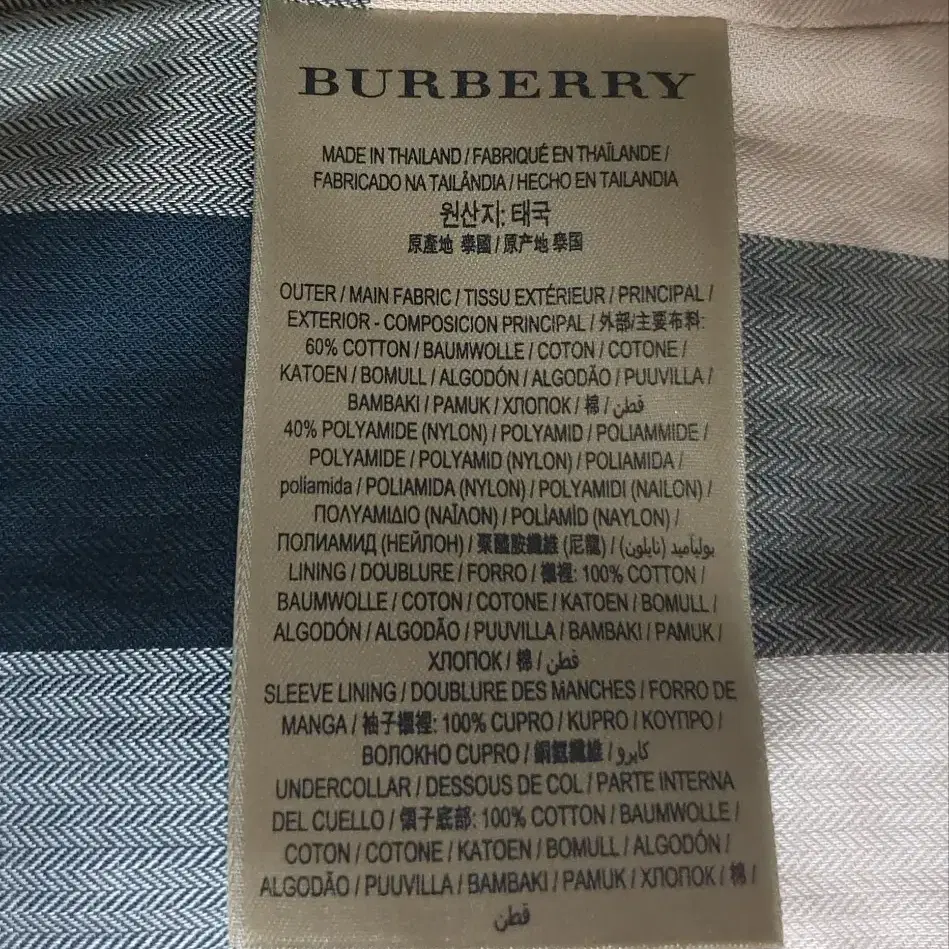 BURBERRY
MADE IN THAILAND / FABRIQUÉ EN THAÏLANDE /
FABRICADO NA TAILÂNDIA / HECHO EN TAILANDIA
원산지: 태국
原產地 泰國 / 原产地 泰国
OUTER / MAIN FABRIC / TISSU EXTÉRIEUR / PRINCIPAL /
EXTERIOR - COMPOSICION PRINCIPAL / 外部/主要布料:
60% COTTON / BAUMWOLLE / COTON / COTONE /
KATOEN / BOMULL / ALGODÓN / ALGODÃO / PUUVILLA /
BAMBAKI / PAMUK / ХЛОПОК / 棉 / قطن
40% POLYAMIDE (NYLON) / POLYAMID / POLIAMMIDE /
POLYAMIDE / POLYAMID (NYLON) / POLIAMIDA /
poliamida / POLIAMIDA (NYLON) / POLYAMIDI (NAILON) /
ΠΟΛΥΑΜΙΔΙΟ (ΝΑΪΛΟΝ) / POLİAMİD (NAYLON) /
ПОЛИАМИД (НЕЙЛОН) / 聚醯胺纖維 (尼龍) / بولياميد (نايلون)
LINING / DOUBLURE / FORRO / 襯裡: 100% COTTON /
BAUMWOLLE / COTON / COTONE / KATOEN / BOMULL /
ALGODÓN / ALGODÃO / PUUVILLA / BAMBAKI / PAMUK /
ХЛОПОК / 棉 / قطن
SLEEVE LINING / DOUBLURE DES MANCHES / FORRO DE
MANGA / 袖子襯裡: 100% CUPRO / KUPRO / ΚΟΥΠΡΟ /
ВОЛОКНО CUPRO / 銅銨纖維 / كابرو
UNDERCOLLAR / DESSOUS DE COL / PARTE INTERNA
DEL CUELLO / 領子底部: 100% COTTON / BAUMWOLLE /
COTON / COTONE / KATOEN / BOMULL / ALGODÓN /
ALGODÃO / PUUVILLA / BAMBAKI / PAMUK / ХЛОПОК / 棉 /
قطن